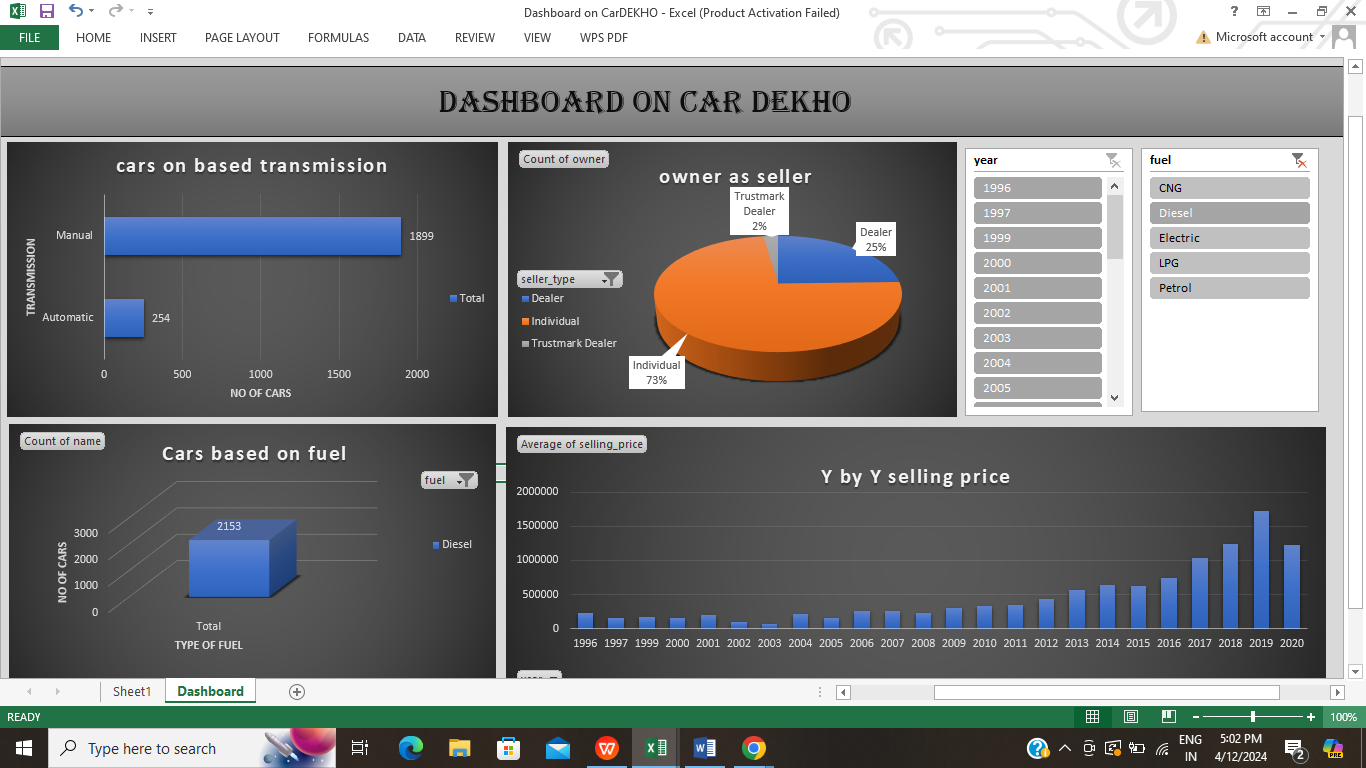 Dashboard on CarDEKHO - Excel (Product Activation Failed)
?
FILE HOME INSERT PAGE LAYOUT FORMULAS DATA REVIEW VIEW WPS PDF
Microsoft account
DASHBOARD ON CAR DEKHO
cars on based transmission
TRANSMISSION
Manual
1899
Automatic
254
Total
0 500 1000 1500 2000
NO OF CARS
Count of owner
owner as seller
Trustmark
Dealer
2%
Dealer
25%
seller_type
Dealer
Individual
Trustmark Dealer
Individual
73%
year
1996
1997
1999
2000
2001
2002
2003
2004
2005
fuel
CNG
Diesel
Electric
LPG
Petrol
Count of name
Cars based on fuel
fuel
2153
NO OF CARS
3000
2000
1000
0
Diesel
Total
TYPE OF FUEL
Average of selling_price
Y by Y selling price
2000000
1500000
1000000
500000
0
1996 1997 1999 2000 2001 2002 2003 2004 2005 2006 2007 2008 2009 2010 2011 2012 2013 2014 2015 2016 2017 2018 2019 2020
Sheet1 Dashboard
READY
100%
Type here to search
ENG
IN
5:02 PM
4/12/2024
2
PRE